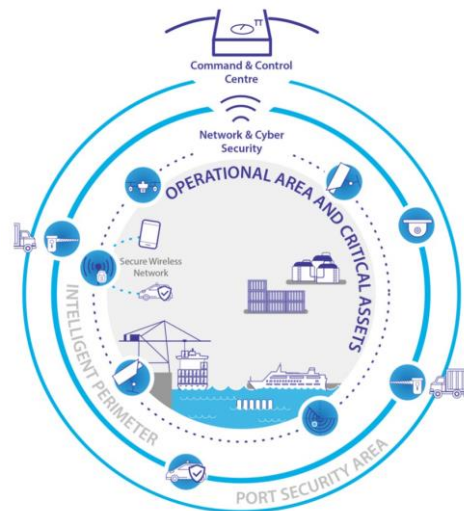 Command & Control
Centre
Network & Cyber
Security
OPERATIONAL AREA AND CRITICAL ASSETS
Secure Wireless
Network
INTELLIGENT PERIMETER
PORT SECURITY AREA